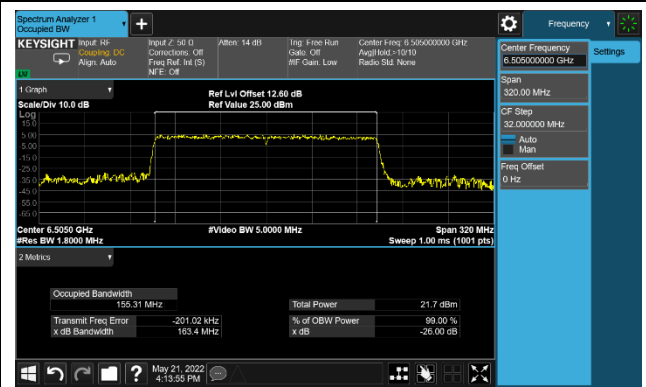 Spectrum Analyzer 1
Occupied BW
Frequency
KEYSIGHT
Input: RF
Coupling: DC
Align: Auto
Input Z: 50 Ω
Corrections: Off
Freq Ref: Int (S)
NFE: Off
Atten: 14 dB
Trig: Free Run
Gate: Off
#IF Gain: Low
Center Freq: 6.505000000 GHz
Avg|Hold:>10/10
Radio Std: None
Center Frequency
6.505000000 GHz
Settings
Span
320.00 MHz
CF Step
32.000000 MHz
Auto
Man
Freq Offset
0 Hz
1 Graph
Scale/Div 10.0 dB
Ref Lvl Offset 12.60 dB
Ref Value 25.00 dBm
Log
15.0
5.00
-5.00
-15.0
-25.0
-35.0
-45.0
-55.0
-65.0
Center 6.5050 GHz
#Video BW 5.0000 MHz
Span 320 MHz
#Res BW 1.8000 MHz
Sweep 1.00 ms (1001 pts)
2 Metrics
Occupied Bandwidth
155.31 MHz
Total Power 21.7 dBm
Transmit Freq Error -201.02 kHz
% of OBW Power 99.00 %
x dB Bandwidth 163.4 MHz
x dB -26.00 dB
?
May 21, 2022
4:13:55 PM